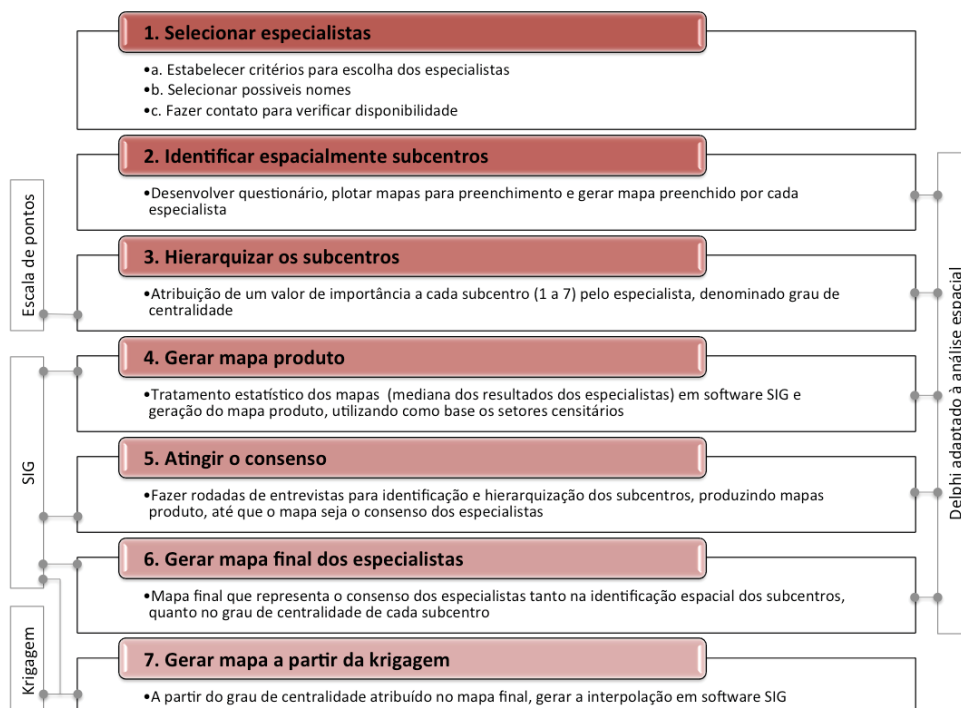 1. Selecionar especialistas
•a. Estabelecer critérios para escolha dos especialistas
•b. Selecionar possiveis nomes
•c. Fazer contato para verificar disponibilidade
2. Identificar espacialmente subcentros
•Desenvolver questionário, plotar mapas para preenchimento e gerar mapa preenchido por cada
especialista
3. Hierarquizar os subcentros
•Atribuição de um valor de importância a cada subcentro (1 a 7) pelo especialista, denominado grau de
centralidade
4. Gerar mapa produto
•Tratamento estatístico dos mapas (mediana dos resultados dos especialistas) em software SIG e
geração do mapa produto, utilizando como base os setores censitários
5. Atingir o consenso
•Fazer rodadas de entrevistas para identificação e hierarquização dos subcentros, produzindo mapas
produto, até que o mapa seja o consenso dos especialistas
6. Gerar mapa final dos especialistas
•Mapa final que representa o consenso dos especialistas tanto na identificação espacial dos subcentros,
quanto no grau de centralidade de cada subcentro
7. Gerar mapa a partir da krigagem
•A partir do grau de centralidade atribuído no mapa final, gerar a interpolação em software SIG
Escala de pontos
SIG
Krigagem
Delphi adaptado à análise espacial